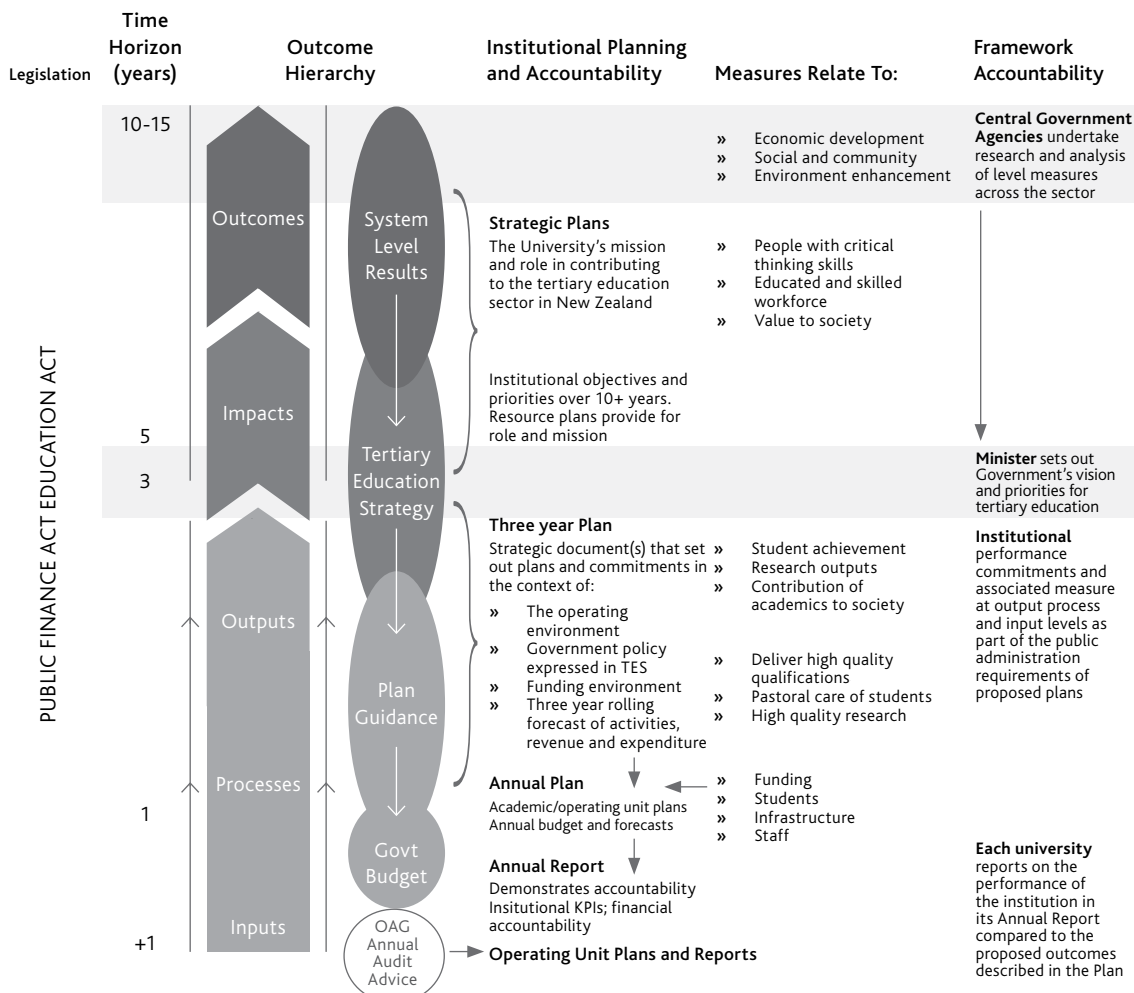 Legislation
Time
Horizon
(years)
Outcome
Hierarchy
Institutional Planning
and Accountability
Measures Relate To:
Framework
Accountability
PUBLIC FINANCE ACT EDUCATION ACT
10-15
5
3
1
+1
Outcomes
Impacts
Outputs
Processes
Inputs
System
Level
Results
Tertiary
Education
Strategy
Plan
Guidance
Govt
Budget
OAG
Annual
Audit
Advice
Strategic Plans
The University’s mission
and role in contributing
to the tertiary education
sector in New Zealand
Institutional objectives and
priorities over 10+ years.
Resource plans provide for
role and mission
Three year Plan
Strategic document(s) that set
out plans and commitments in
the context of:
» The operating
environment
» Government policy
expressed in TES
» Funding environment
» Three year rolling
forecast of activities,
revenue and expenditure
Annual Plan
Academic/operating unit plans
Annual budget and forecasts
Annual Report
Demonstrates accountability
Insitutional KPIs; financial
accountability
Operating Unit Plans and Reports
» Economic development
» Social and community
» Environment enhancement
» People with critical
thinking skills
» Educated and skilled
workforce
» Value to society
» Student achievement
» Research outputs
» Contribution of
academics to society
» Deliver high quality
qualifications
» Pastoral care of students
» High quality research
» Funding
» Students
» Infrastructure
» Staff
Central Government
Agencies undertake
research and analysis
of level measures
across the sector
Minister sets out
Government’s vision
and priorities for
tertiary education
Institutional
performance
commitments and
associated measure
at output process
and input levels as
part of the public
administration
requirements of
proposed plans
Each university
reports on the
performance of
the institution in
its Annual Report
compared to the
proposed outcomes
described in the Plan